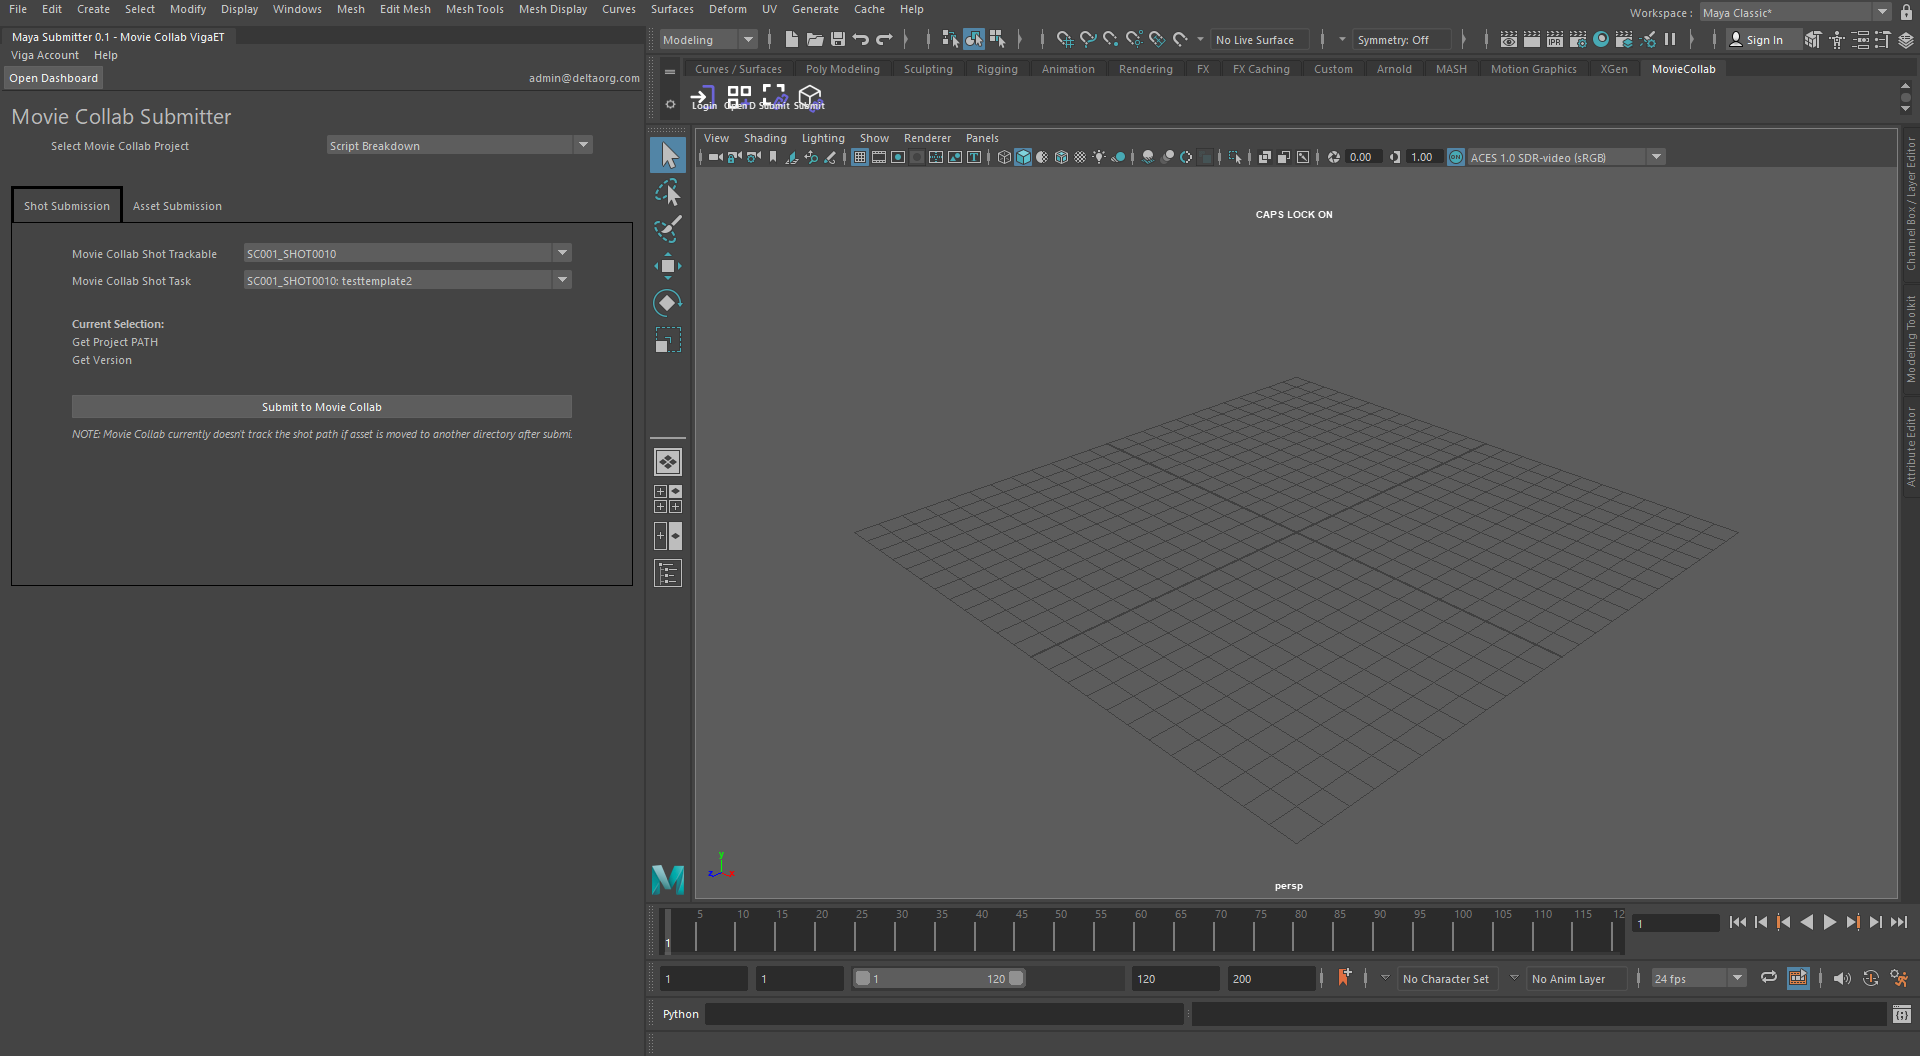 File Edit Create Select Modify Display Windows Mesh Edit Mesh Mesh Tools Mesh Display Curves Surfaces Deform UV Generate Cache Help
Workspace : Maya Classic*
Maya Submitter 0.1 - Movie Collab VigaET
Viga Account Help
Open Dashboard admin@deltaorg.com
Movie Collab Submitter
Select Movie Collab Project Script Breakdown
Shot Submission Asset Submission
Movie Collab Shot Trackable SC001_SHOT0010
Movie Collab Shot Task SC001_SHOT0010: testtemplate2
Current Selection:
Get Project PATH
Get Version
Submit to Movie Collab
NOTE: Movie Collab currently doesn't track the shot path if asset is moved to another directory after submi.
Modeling No Live Surface Symmetry: Off IPR Sign In
Curves / Surfaces Poly Modeling Sculpting Rigging Animation Rendering FX FX Caching Custom Arnold MASH Motion Graphics XGen MovieCollab
Login Open D Submit Submit
View Shading Lighting Show Renderer Panels
0.00 1.00 ON ACES 1.0 SDR-video (sRGB)
CAPS LOCK ON
Channel Box / Layer Editor
Modeling Toolkit
Attribute Editor
y
z x
persp
M
5 10 15 20 25 30 35 40 45 50 55 60 65 70 75 80 85 90 95 100 105 110 115 12
1 1
1 1 1 120 120 200 No Character Set No Anim Layer 24 fps
Python